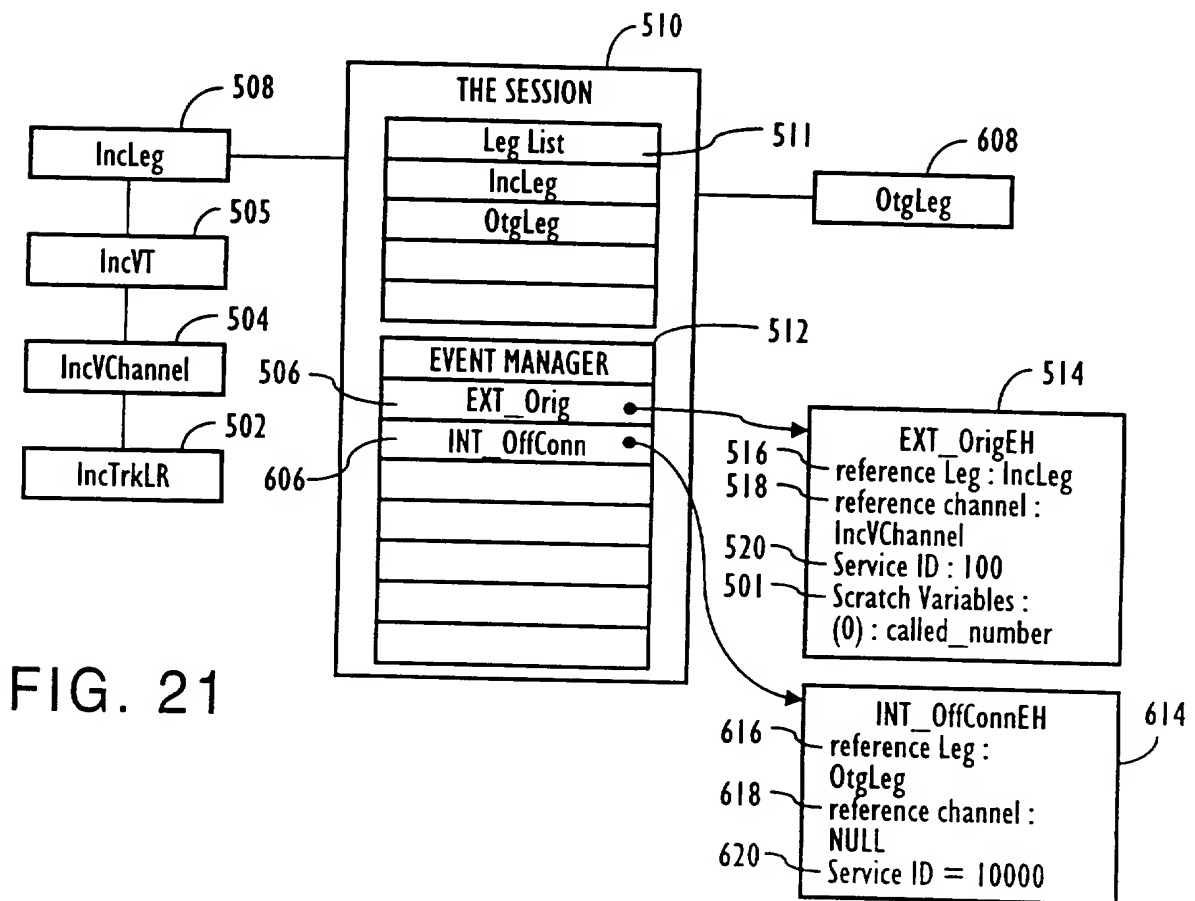 510
THE SESSION
508
IncLeg
Leg List
511
IncLeg
608
OtgLeg
OtgLeg
505
IncVT
504
IncVChannel
512
EVENT MANAGER
506
EXT_Orig
514
502
IncTrkLR
606
INT_OffConn
EXT_OrigEH
516
reference Leg : IncLeg
518
reference channel :
IncVChannel
520
Service ID : 100
501
Scratch Variables :
(0) : called_number
FIG. 21
INT_OffConnEH
614
616
reference Leg :
OtgLeg
618
reference channel :
NULL
620
Service ID = 10000